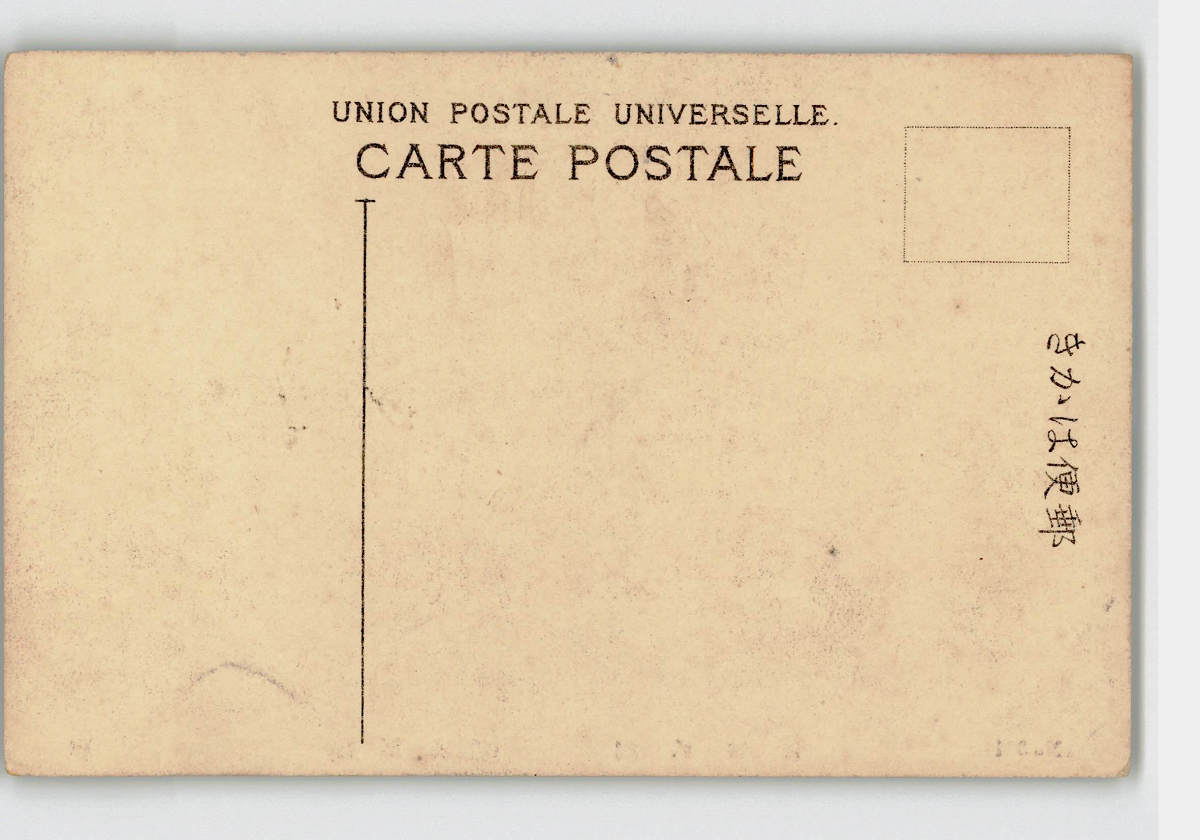 UNION POSTALE UNIVERSELLE.
CARTE POSTALE
きかは便郵